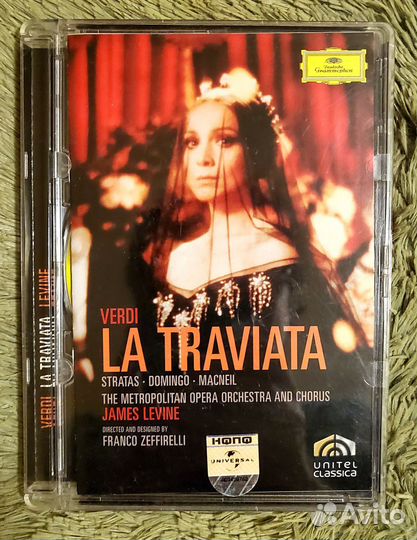 Deutsche
Grammophon
VERDI
LA TRAVIATA
STRATAS · DOMINGO · MACNEIL
THE METROPOLITAN OPERA ORCHESTRA AND CHORUS
JAMES LEVINE
DIRECTED AND DESIGNED BY
FRANCO ZEFFIRELLI
UNIVERSAL
UNITEL
CLASSICA
VERDI LA TRAVIATA LEVINE
Avito